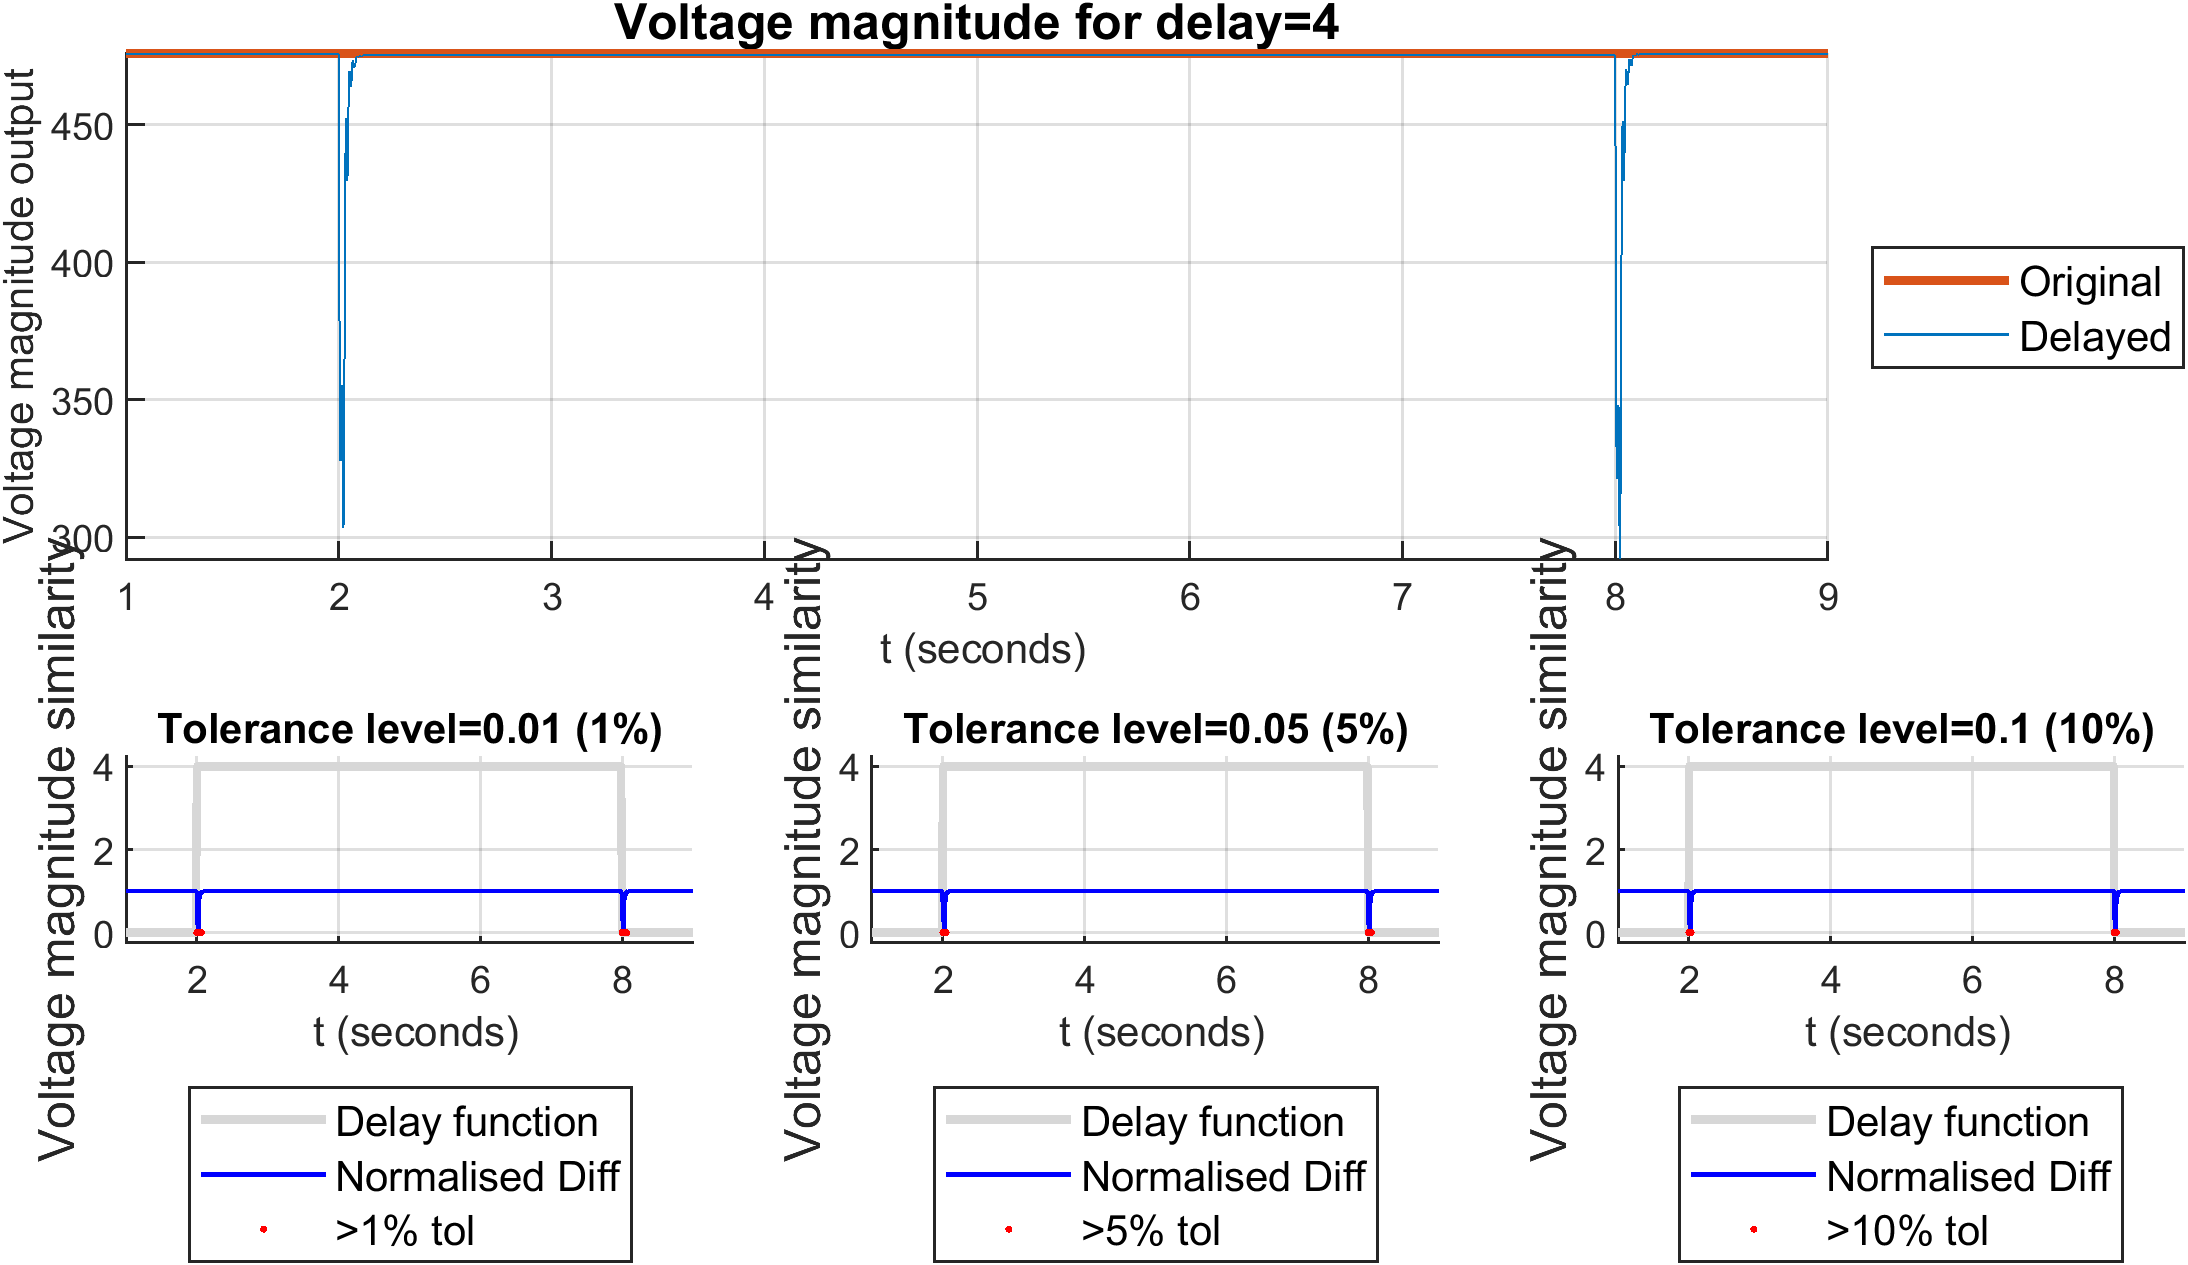 Voltage magnitude for delay=4
Voltage magnitude output
450
400
350
300
1 2 3 4 5 6 7 8 9
t (seconds)
Original
Delayed
Tolerance level=0.01 (1%)
Voltage magnitude similarity
4
2
0
2 4 6 8
t (seconds)
Delay function
Normalised Diff
>1% tol
Tolerance level=0.05 (5%)
Voltage magnitude similarity
4
2
0
2 4 6 8
t (seconds)
Delay function
Normalised Diff
>5% tol
Tolerance level=0.1 (10%)
Voltage magnitude similarity
4
2
0
2 4 6 8
t (seconds)
Delay function
Normalised Diff
>10% tol